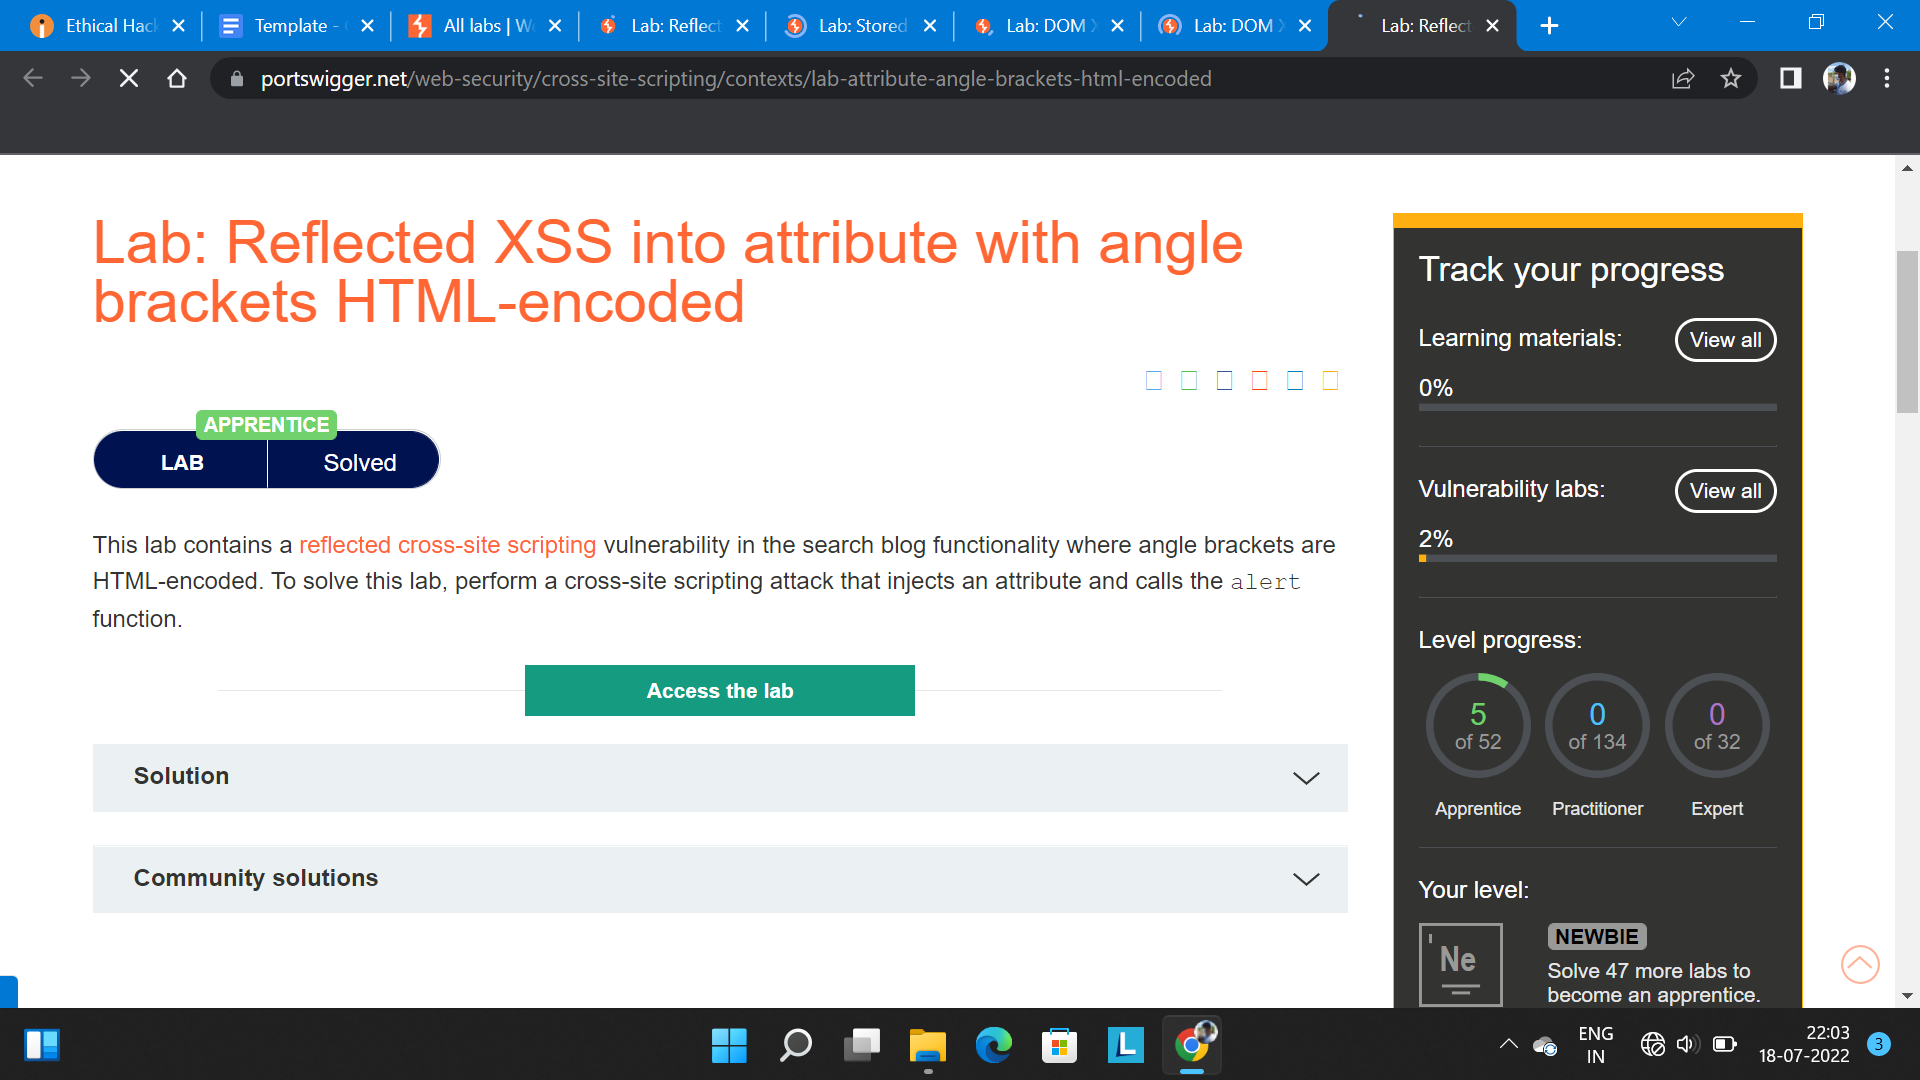 Ethical Hac
Template -
All labs | W
Lab: Reflect
Lab: Stored
Lab: DOM
Lab: DOM
Lab: Reflect
portswigger.net/web-security/cross-site-scripting/contexts/lab-attribute-angle-brackets-html-encoded
Lab: Reflected XSS into attribute with angle
brackets HTML-encoded
APPRENTICE
LAB
Solved
This lab contains a reflected cross-site scripting vulnerability in the search blog functionality where angle brackets are
HTML-encoded. To solve this lab, perform a cross-site scripting attack that injects an attribute and calls the alert
function.
Access the lab
Solution
Community solutions
Track your progress
Learning materials:
View all
0%
Vulnerability labs:
View all
2%
Level progress:
5
of 52
0
of 134
0
of 32
Apprentice
Practitioner
Expert
Your level:
Ne
NEWBIE
Solve 47 more labs to
become an apprentice.
L
ENG
IN
22:03
18-07-2022
3